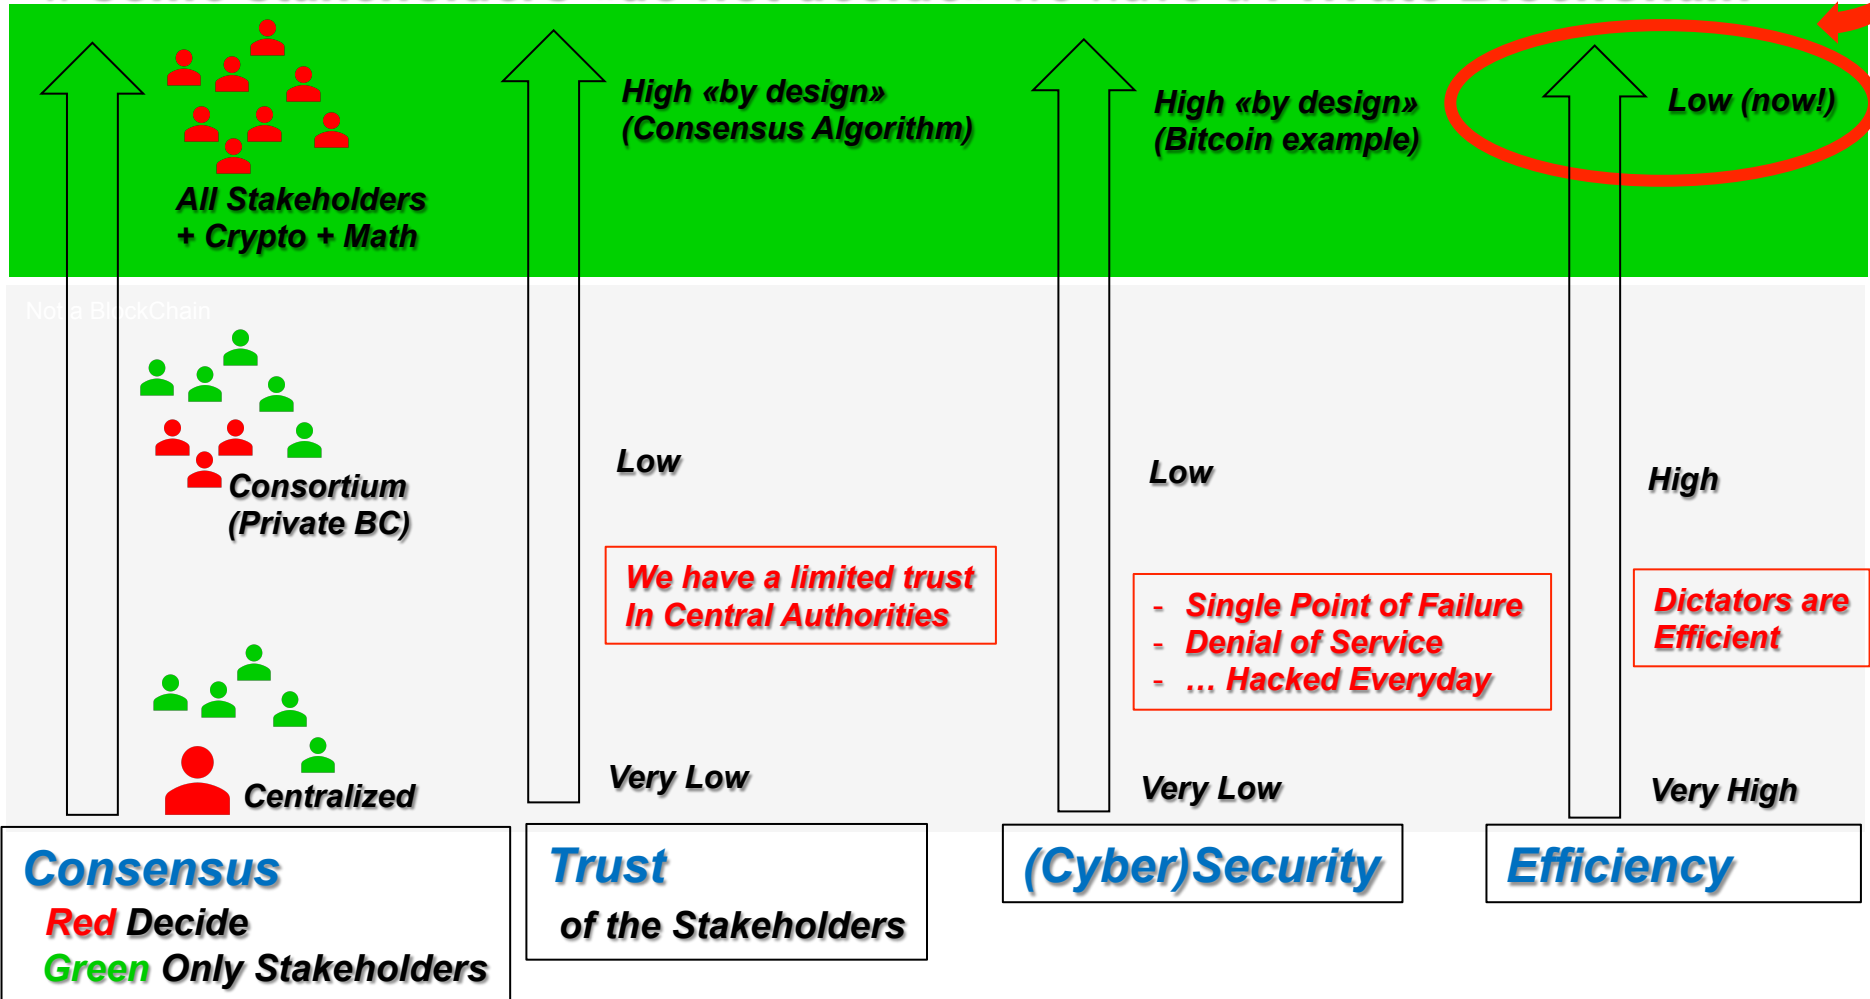 High «by design»
(Consensus Algorithm)
High «by design»
(Bitcoin example)
Low (now!)
All Stakeholders
+ Crypto + Math
Not a BlockChain
Consortium
(Private BC)
Low
Low
High
We have a limited trust
In Central Authorities
- Single Point of Failure
- Denial of Service
- … Hacked Everyday
Dictators are
Efficient
Centralized
Very Low
Very Low
Very High
Consensus
Red Decide
Green Only Stakeholders
Trust
of the Stakeholders
(Cyber)Security
Efficiency